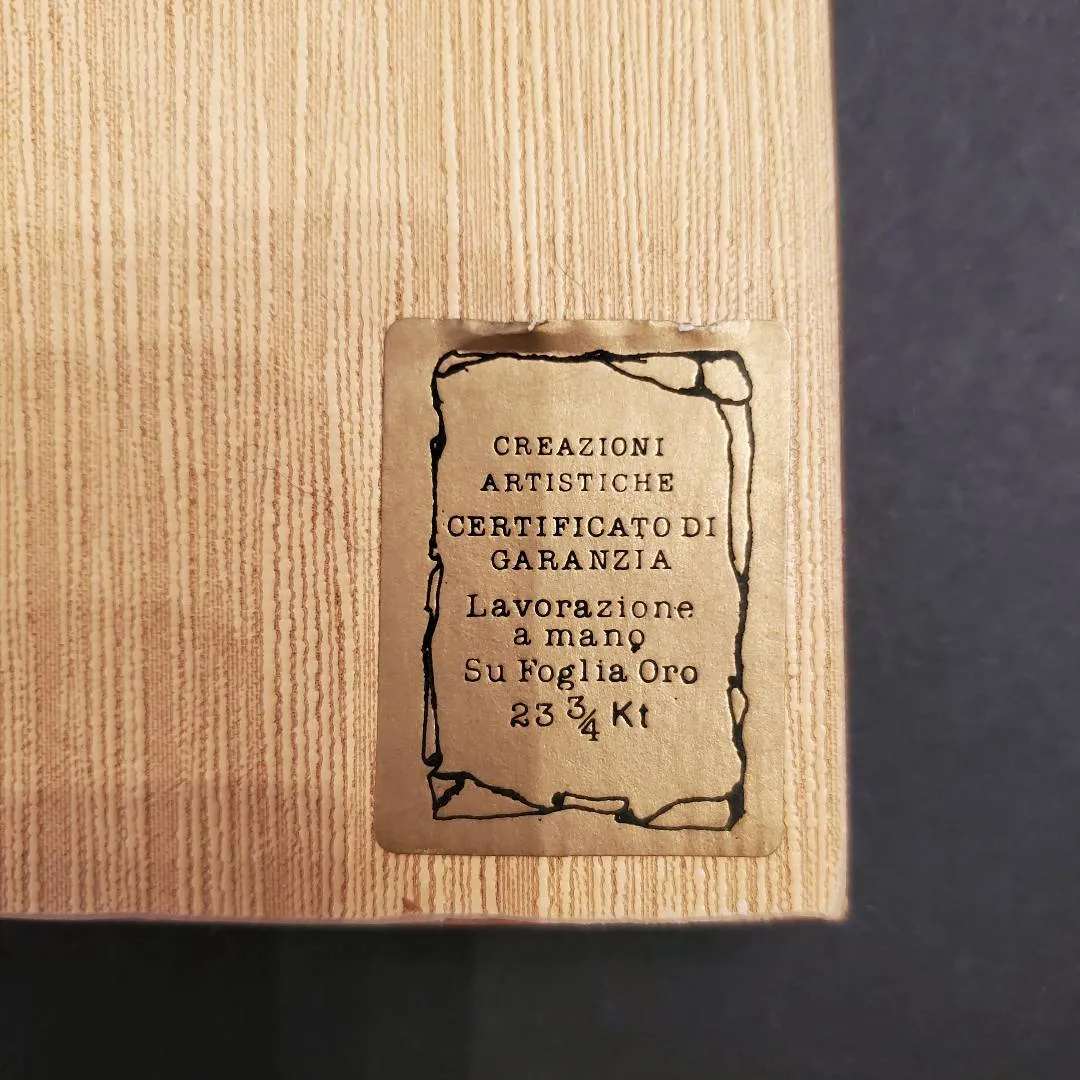 CREAZIONI
ARTISTICHE
CERTIFICATO DI
GARANZIA
Lavorazione
a mano
Su Foglia Oro
23 ¾ Kt